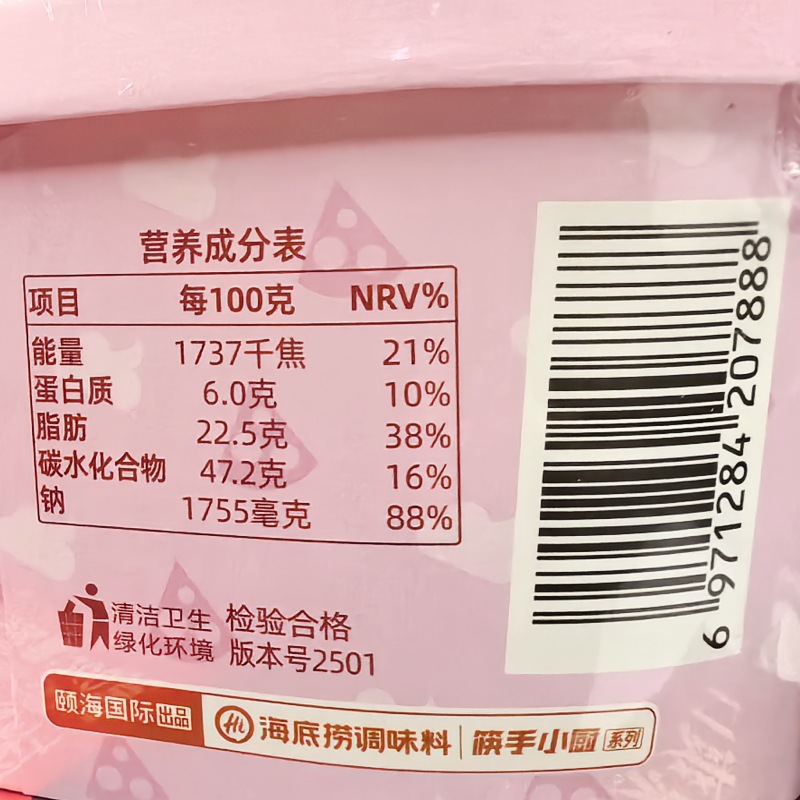 营养成分表
项目 每100克 NRV%
能量 1737千焦 21%
蛋白质 6.0克 10%
脂肪 22.5克 38%
碳水化合物 47.2克 16%
钠 1755毫克 88%
清洁卫生 检验合格
绿化环境 版本号2501
颐海国际出品 Hi 海底捞调味料 筷手小厨 系列
6 971284 207888